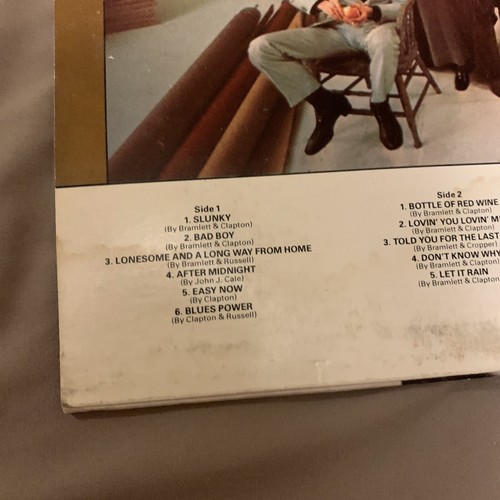 Side 1
1. SLUNKY
(By Bramlett & Clapton)
2. BAD BOY
(By Bramlett & Clapton)
3. LONESOME AND A LONG WAY FROM HOME
(By Bramlett & Russell)
4. AFTER MIDNIGHT
(By John J. Cale)
5. EASY NOW
(By Clapton)
6. BLUES POWER
(By Clapton & Russell)
Side 2
1. BOTTLE OF RED WINE
(By Bramlett & Clapton)
2. LOVIN' YOU LOVIN'
(By Bramlett & Clapton)
3. TOLD YOU FOR THE LAST
(By Bramlett & Cropper)
4. DON'T KNOW WHY
(By Bramlett & Clapton
5. LET IT RAIN
(By Bramlett & Clapton